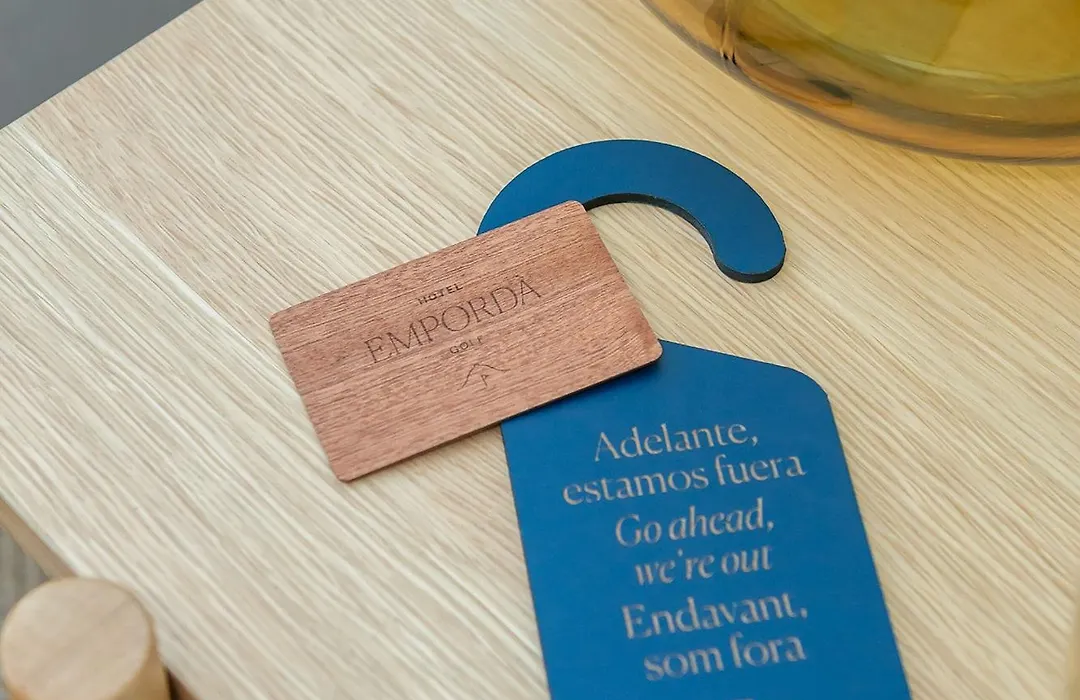 HOTEL
EMPORDÀ
GOLF
Adelante,
estamos fuera
Go ahead,
we're out
Endavant,
som fora